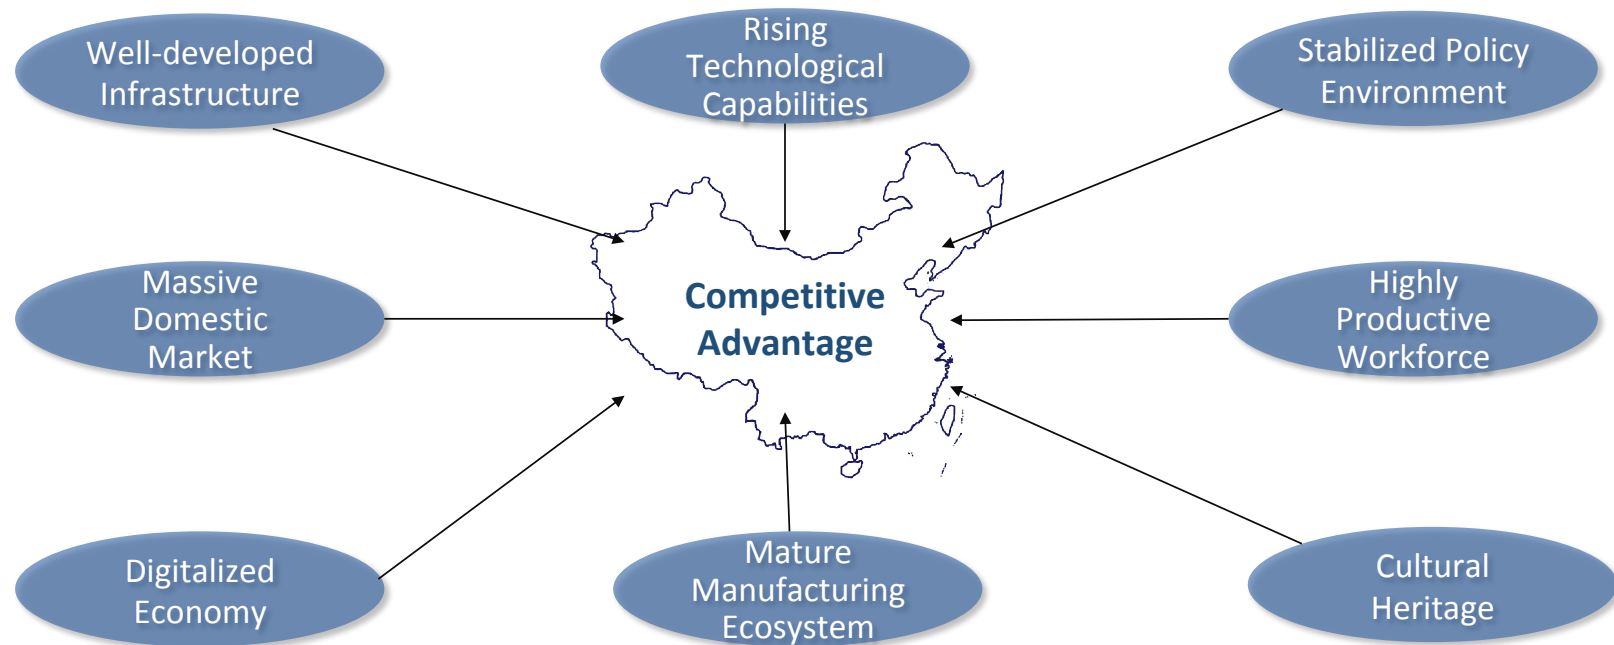 Well-developed
Infrastructure
Rising
Technological
Capabilities
Stabilized Policy
Environment
Massive
Domestic
Market
Competitive
Advantage
Highly
Productive
Workforce
Digitalized
Economy
Mature
Manufacturing
Ecosystem
Cultural
Heritage